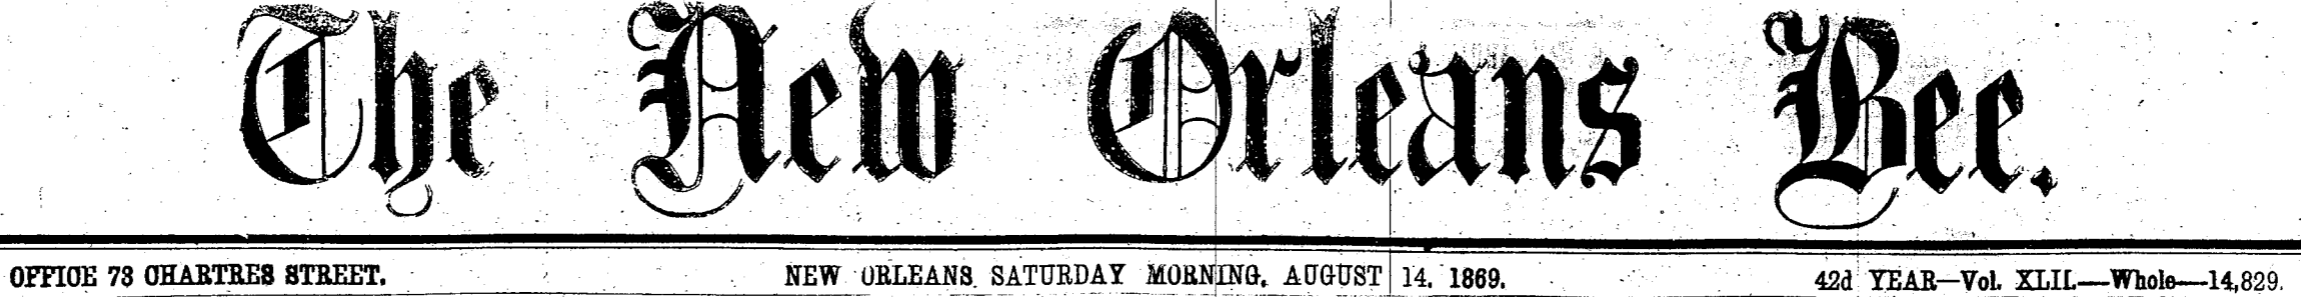 The New Orleans Bee.
OFFICE 73 CHARTRES STREET. NEW ORLEANS, SATURDAY MORNING, AUGUST 14, 1869. 42d YEAR—Vol. XLII.—Whole—14,829.